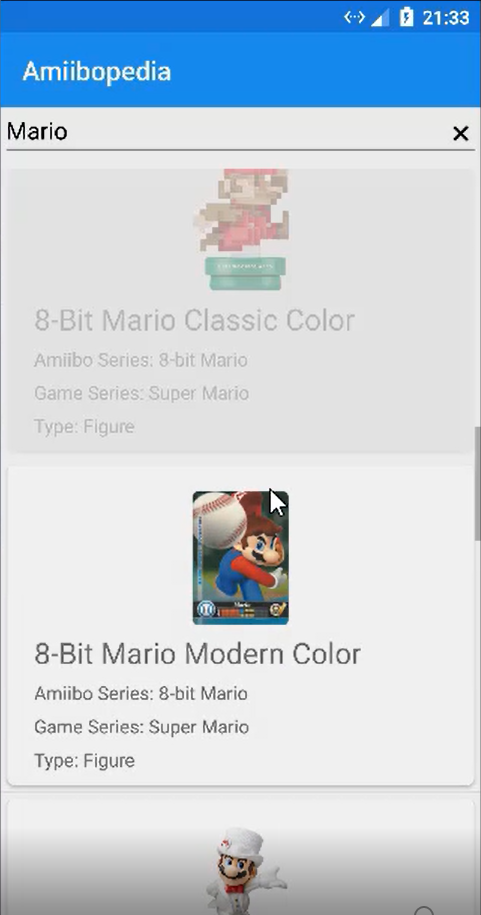 21:33
Amiibopedia
Mario
8-Bit Mario Classic Color
Amiibo Series: 8-bit Mario
Game Series: Super Mario
Type: Figure
Mario
8-Bit Mario Modern Color
Amiibo Series: 8-bit Mario
Game Series: Super Mario
Type: Figure